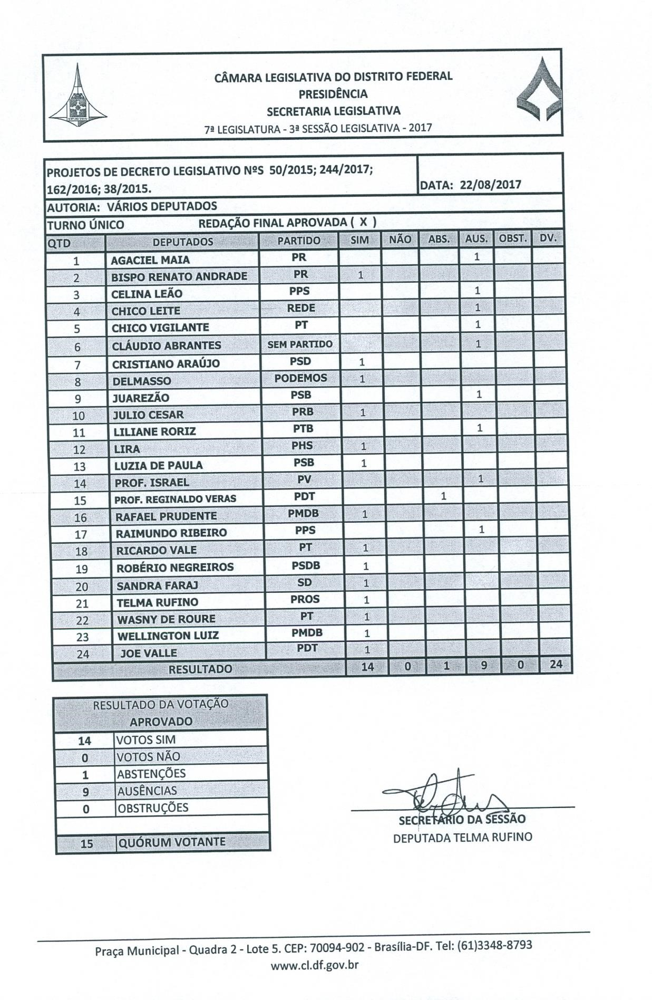 CÂMARA LEGISLATIVA DO DISTRITO FEDERAL
PRESIDÊNCIA
SECRETARIA LEGISLATIVA
7ª LEGISLATURA - 3ª SESSÃO LEGISLATIVA - 2017
PROJETOS DE DECRETO LEGISLATIVO NºS 50/2015; 244/2017;
162/2016; 38/2015.
DATA: 22/08/2017
AUTORIA: VÁRIOS DEPUTADOS
TURNO ÚNICO REDAÇÃO FINAL APROVADA ( X )
QTD DEPUTADOS PARTIDO SIM NÃO ABS. AUS. OBST. DV.
1 AGACIEL MAIA PR 1
2 BISPO RENATO ANDRADE PR 1
3 CELINA LEÃO PPS 1
4 CHICO LEITE REDE 1
5 CHICO VIGILANTE PT 1
6 CLÁUDIO ABRANTES SEM PARTIDO 1
7 CRISTIANO ARAÚJO PSD 1
8 DELMASSO PODEMOS 1
9 JUAREZÃO PSB 1
10 JULIO CESAR PRB 1
11 LILIANE RORIZ PTB 1
12 LIRA PHS 1
13 LUZIA DE PAULA PSB 1
14 PROF. ISRAEL PV 1
15 PROF. REGINALDO VERAS PDT 1
16 RAFAEL PRUDENTE PMDB 1
17 RAIMUNDO RIBEIRO PPS 1
18 RICARDO VALE PT 1
19 ROBÉRIO NEGREIROS PSDB 1
20 SANDRA FARAJ SD 1
21 TELMA RUFINO PROS 1
22 WASNY DE ROURE PT 1
23 WELLINGTON LUIZ PMDB 1
24 JOE VALLE PDT 1
RESULTADO 14 0 1 9 0 24
RESULTADO DA VOTAÇÃO
APROVADO
14 VOTOS SIM
0 VOTOS NÃO
1 ABSTENÇÕES
9 AUSÊNCIAS
0 OBSTRUÇÕES
15 QUÓRUM VOTANTE
SECRETÁRIO DA SESSÃO
DEPUTADA TELMA RUFINO
Praça Municipal - Quadra 2 - Lote 5. CEP: 70094-902 - Brasília-DF. Tel: (61)3348-8793
www.cl.df.gov.br